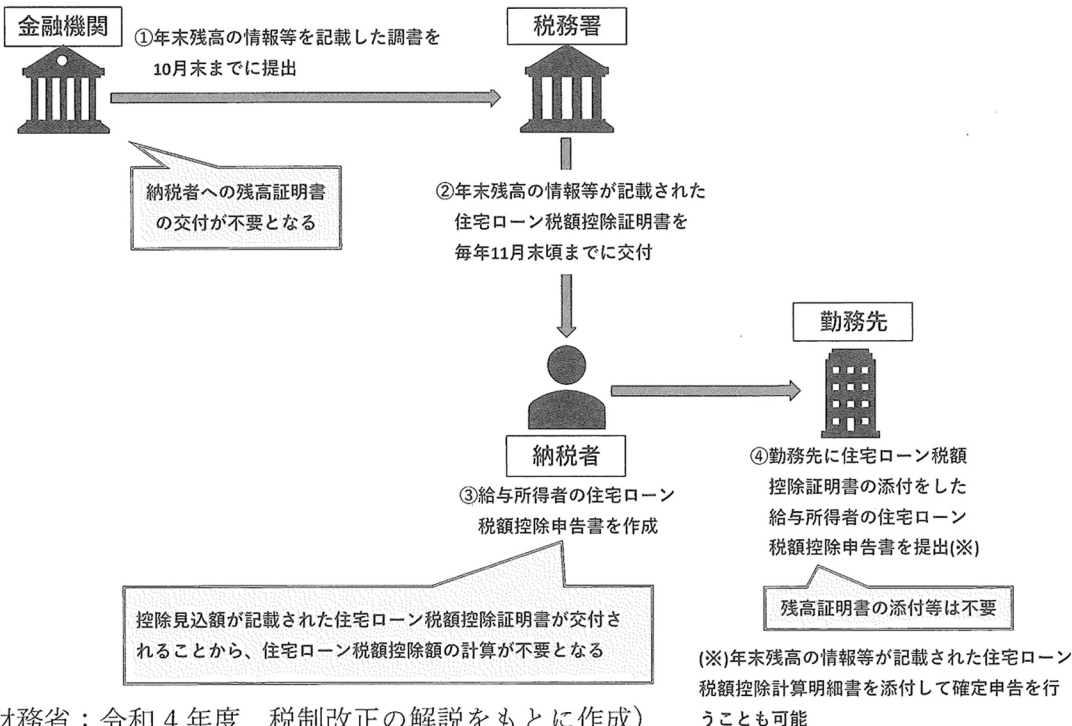 金融機関
①年末残高の情報等を記載した調書を
10月末までに提出
税務署
納税者への残高証明書
の交付が不要となる
②年末残高の情報等が記載された
住宅ローン税額控除証明書を
毎年11月末頃までに交付
勤務先
納税者
③給与所得者の住宅ローン
税額控除申告書を作成
④勤務先に住宅ローン税額
控除証明書の添付をした
給与所得者の住宅ローン
税額控除申告書を提出(※)
控除見込額が記載された住宅ローン税額控除証明書が交付さ
れることから、住宅ローン税額控除額の計算が不要となる
残高証明書の添付等は不要
(※)年末残高の情報等が記載された住宅ローン
税額控除計算明細書を添付して確定申告を行
うことも可能
財務省：令和４年度　税制改正の解説をもとに作成）